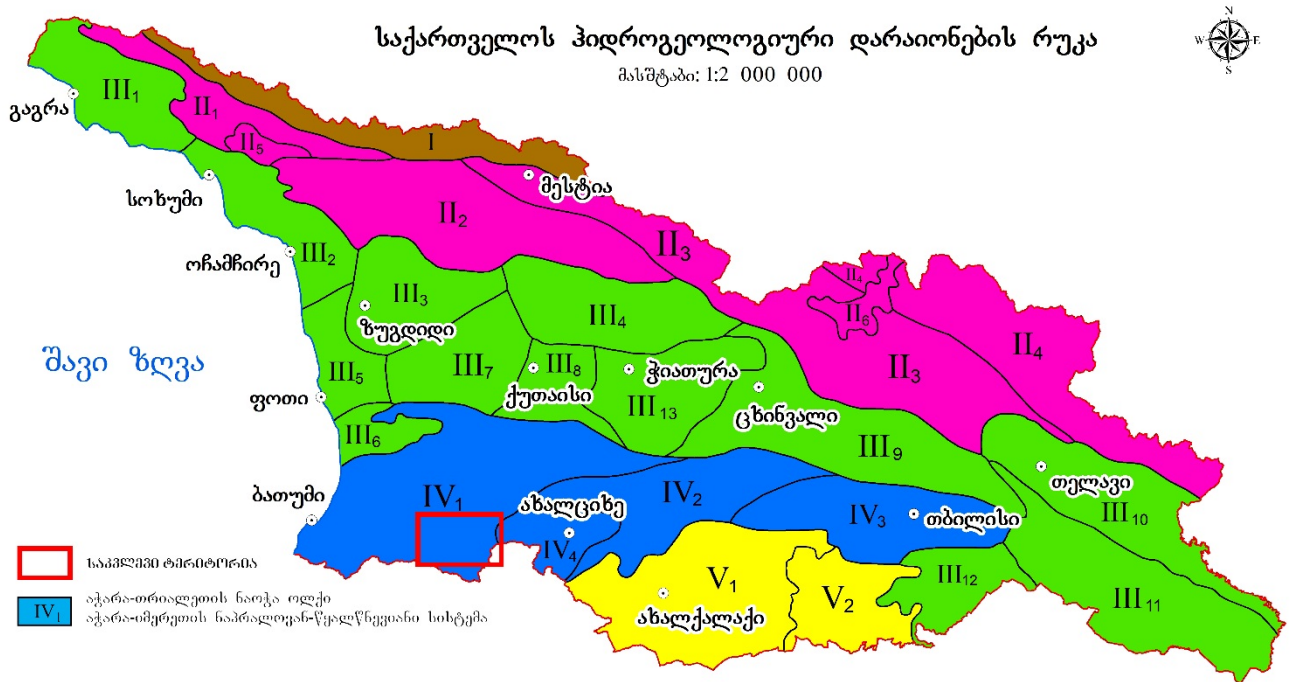 საქართველოს ჰიდროგეოლოგიური დარაიონების რუკა
მასშტაბი: 1:2 000 000
N
W E
S
გაგრა
III₁
II₁
II₅
I
სოხუმი
მესტია
II₂
II₃
ოჩამჩირე
III₂
III₃
ზუგდიდი
III₄
II₄
II₆
II₃
II₄
შავი ზღვა
III₅
III₇
III₈
ქუთაისი
ჭიათურა
III₁₃
ცხინვალი
ფოთი
III₆
III₉
თელავი
III₁₀
ბათუმი
IV₁
ახალციხე
IV₂
IV₃
თბილისი
IV₄
III₁₂
III₁₁
V₁
V₂
ახალქალაქი
საკვლევი ტერიტორია
IV₁
აჭარა-თრიალეთის ნაოჭა ოლქი
აჭარა-იმერეთის ნაპრალოვან-წყალწნევიანი სისტემა